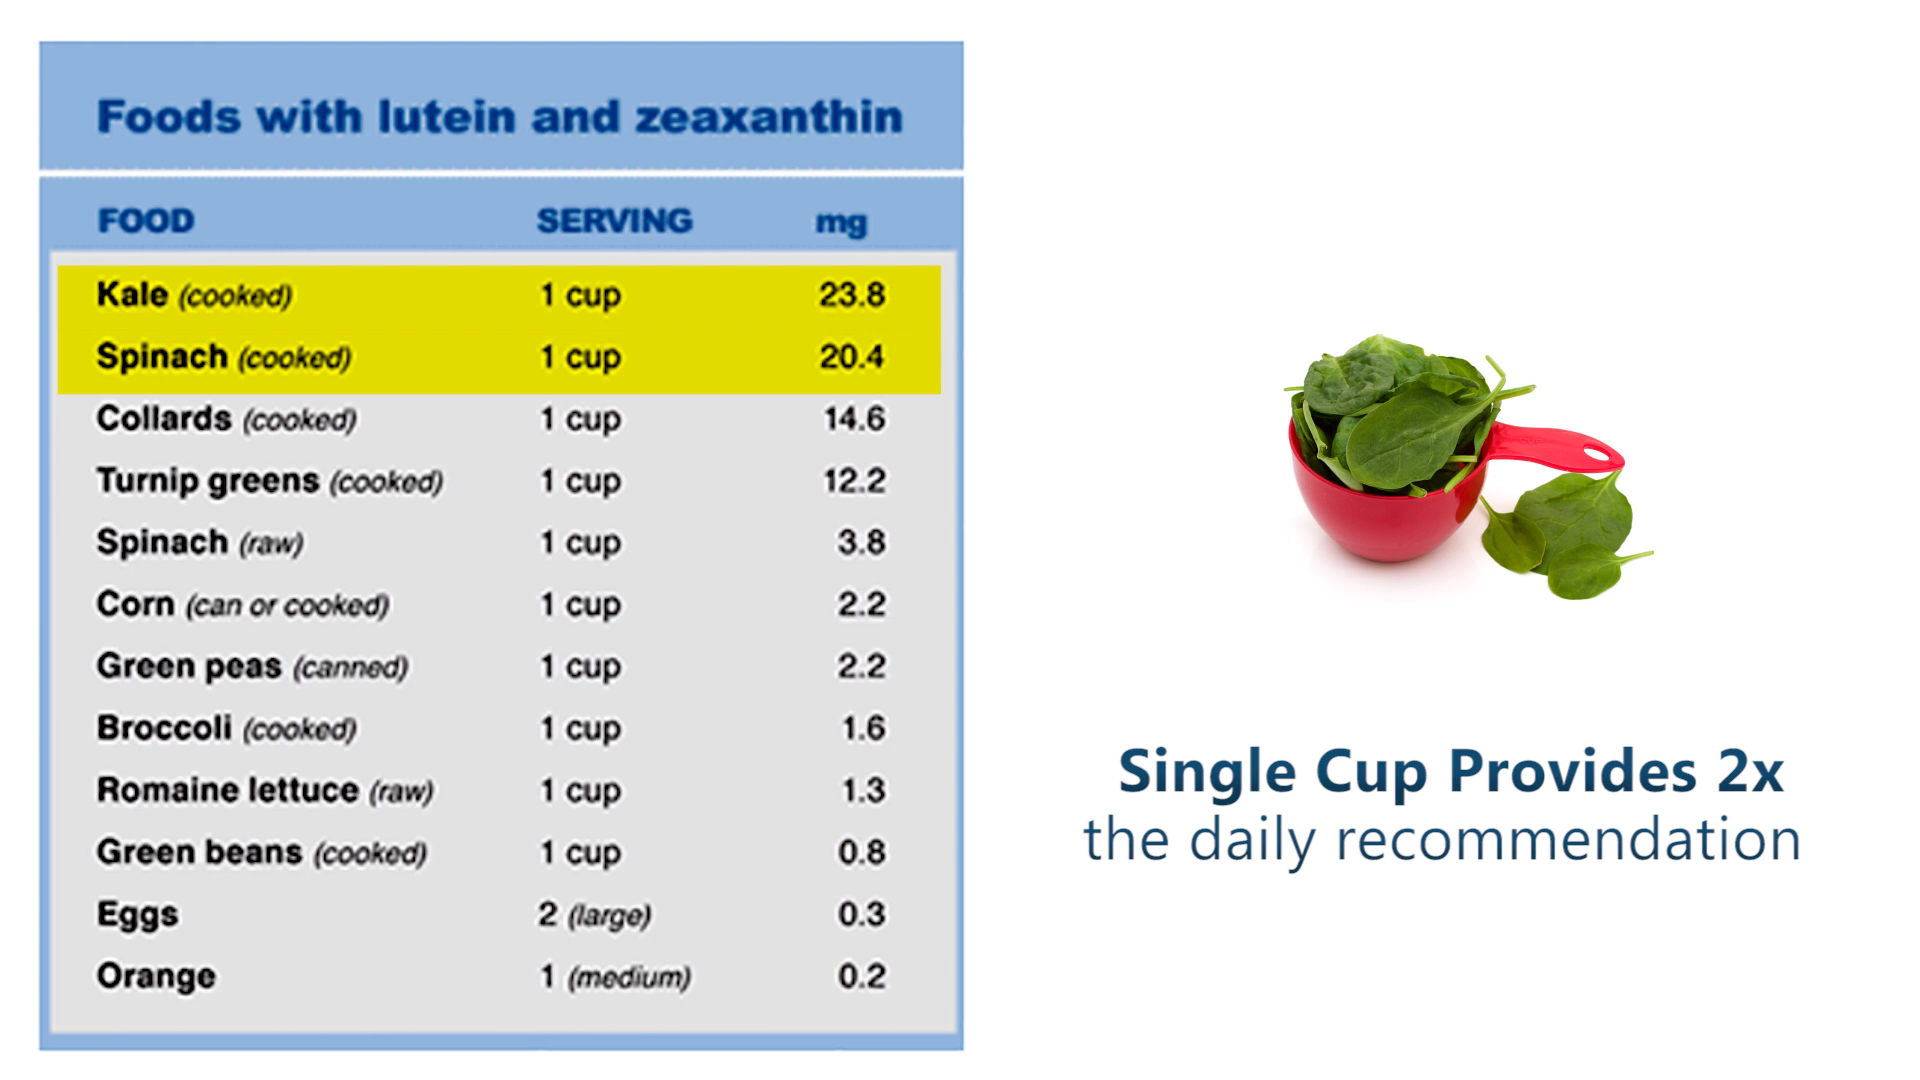 Foods with lutein and zeaxanthin
FOOD SERVING mg
Kale (cooked) 1 cup 23.8
Spinach (cooked) 1 cup 20.4
Collards (cooked) 1 cup 14.6
Turnip greens (cooked) 1 cup 12.2
Spinach (raw) 1 cup 3.8
Corn (can or cooked) 1 cup 2.2
Green peas (canned) 1 cup 2.2
Broccoli (cooked) 1 cup 1.6
Romaine lettuce (raw) 1 cup 1.3
Green beans (cooked) 1 cup 0.8
Eggs 2 (large) 0.3
Orange 1 (medium) 0.2
Single Cup Provides 2x
the daily recommendation